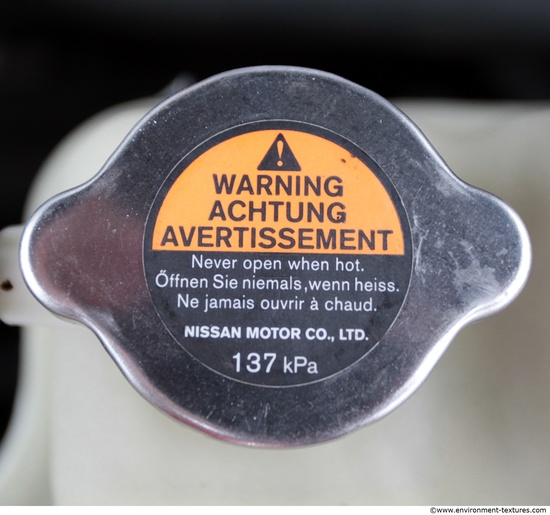 WARNING
ACHTUNG
AVERTISSEMENT
Never open when hot.
Öffnen Sie niemals,wenn heiss.
Ne jamais ouvrir à chaud.
NISSAN MOTOR CO., LTD.
137 kPa
©www.environment-textures.com